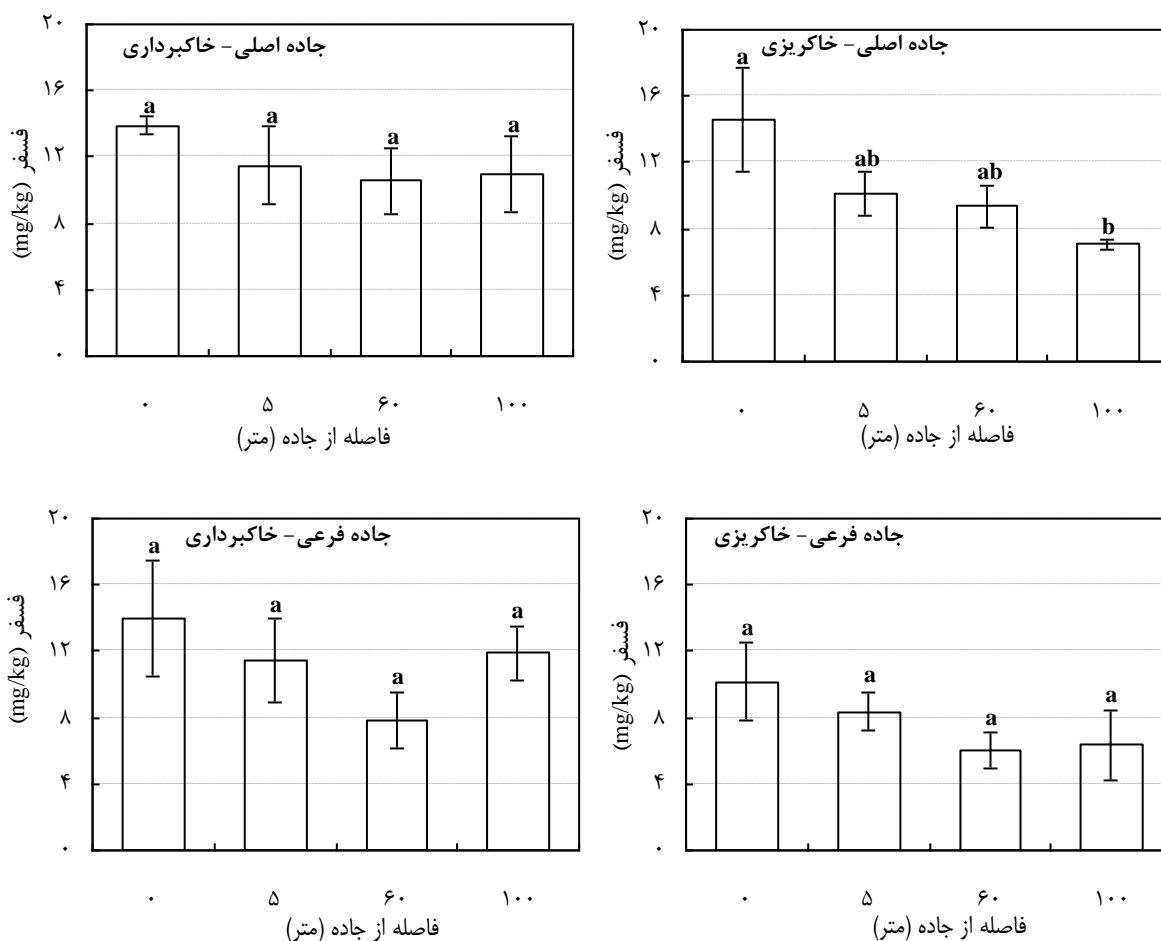 جاده اصلی- خاکبرداری
فسفر (mg/kg)
۲۰
۱۶
۱۲
۸
۴
۰
a
a
a
a
۰ ۵ ۶۰ ۱۰۰
فاصله از جاده (متر)
جاده اصلی- خاکریزی
فسفر (mg/kg)
۲۰
۱۶
۱۲
۸
۴
۰
a
ab
ab
b
۰ ۵ ۶۰ ۱۰۰
فاصله از جاده (متر)
جاده فرعی- خاکبرداری
فسفر (mg/kg)
۲۰
۱۶
۱۲
۸
۴
۰
a
a
a
a
۰ ۵ ۶۰ ۱۰۰
فاصله از جاده (متر)
جاده فرعی- خاکریزی
فسفر (mg/kg)
۲۰
۱۶
۱۲
۸
۴
۰
a
a
a
a
۰ ۵ ۶۰ ۱۰۰
فاصله از جاده (متر)